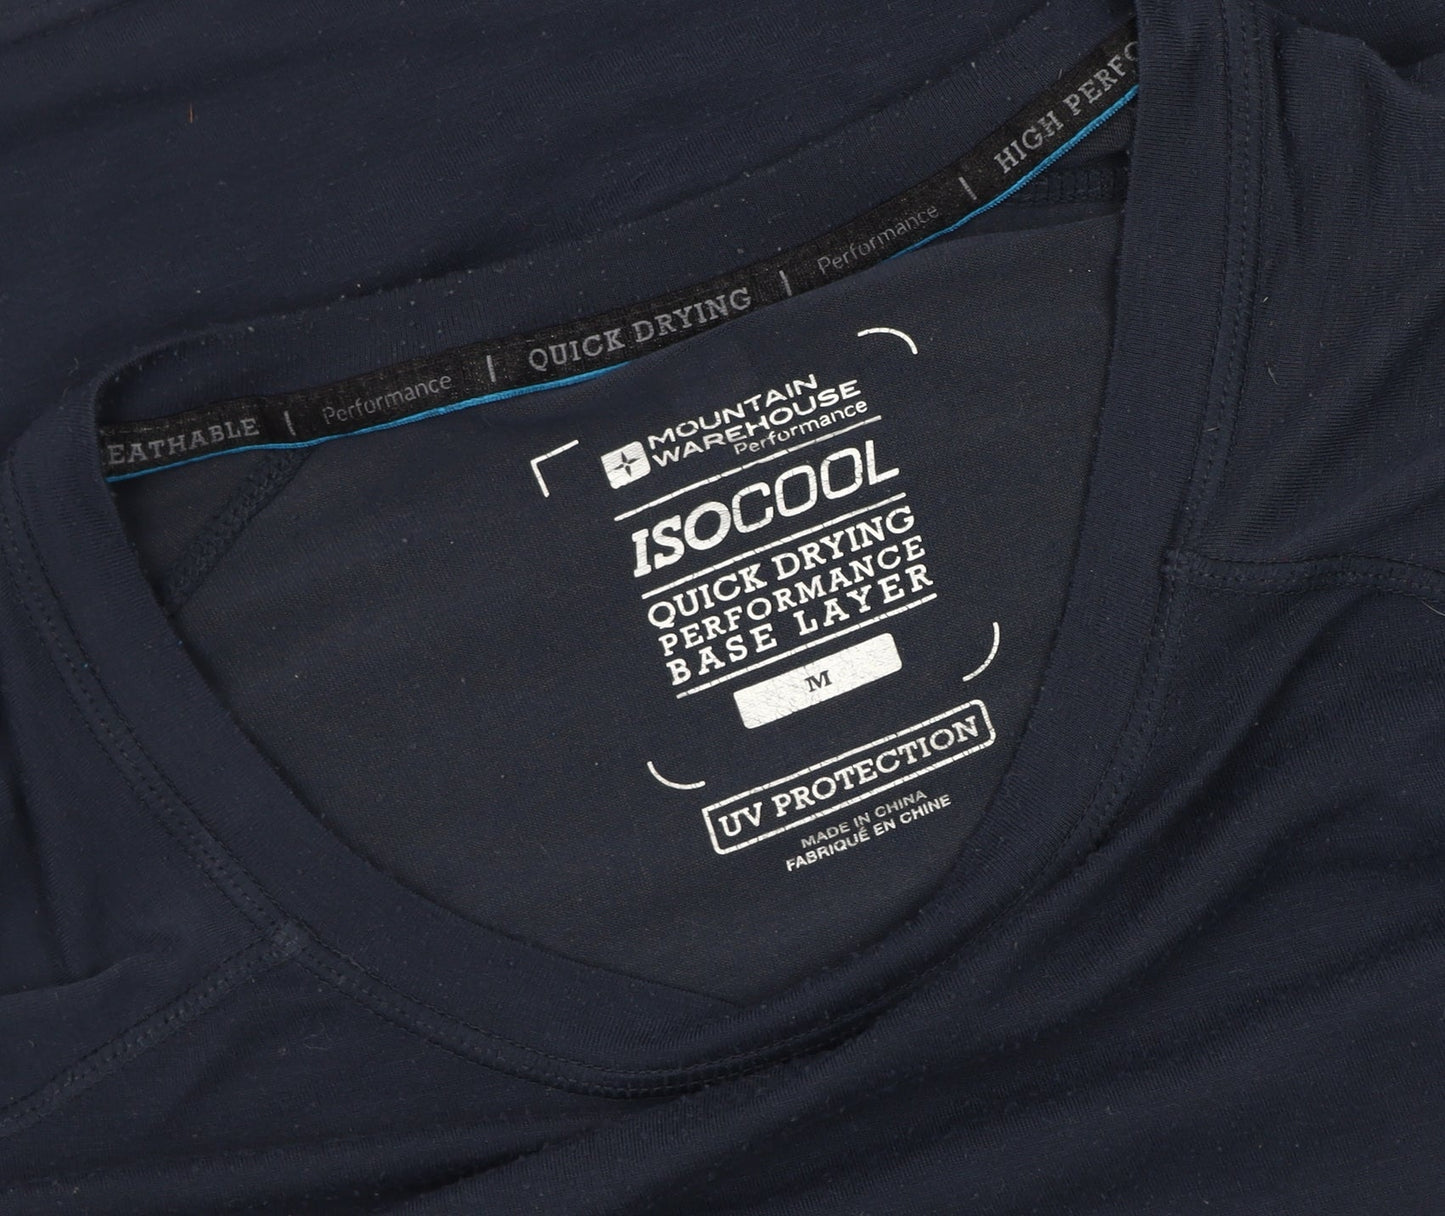 EATHABLE | Performance | QUICK DRYING | Performance | HIGH PERFO
MOUNTAIN
WAREHOUSE
Performance
ISOCOOL
QUICK DRYING
PERFORMANCE
BASE LAYER
M
UV PROTECTION
MADE IN CHINA
FABRIQUÉ EN CHINE